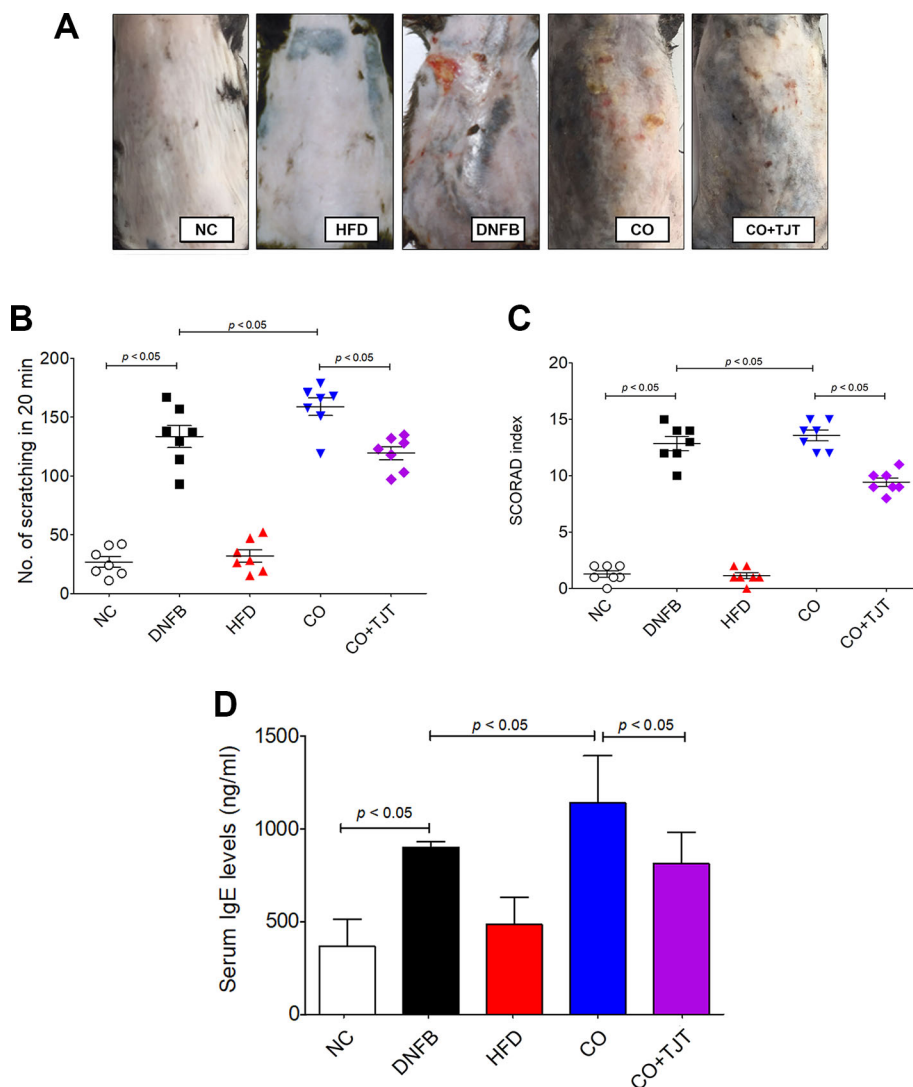 A
NC
HFD
DNFB
CO
CO+TJT
B
p < 0.05
p < 0.05
p < 0.05
No. of scratching in 20 min
200
150
100
50
0
NC
DNFB
HFD
CO
CO+TJT
C
p < 0.05
p < 0.05
p < 0.05
SCORAD index
20
15
10
5
0
NC
DNFB
HFD
CO
CO+TJT
D
p < 0.05
p < 0.05
p < 0.05
Serum IgE levels (ng/ml)
1500
1000
500
0
NC
DNFB
HFD
CO
CO+TJT